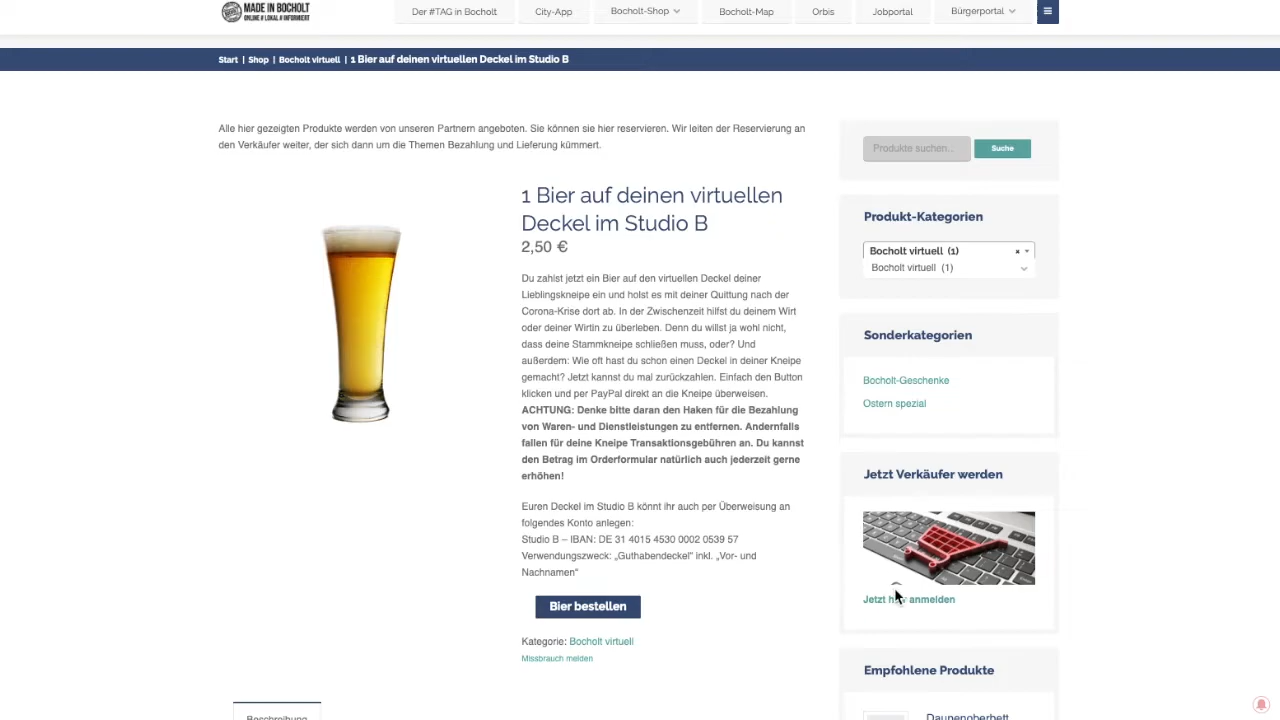 MADE IN BOCHOLT
ONLINE # LOKAL # INFORMIERT
Der #TAG in Bocholt
City-App
Bocholt-Shop
Bocholt-Map
Orbis
Jobportal
Bürgerportal
Start | Shop | Bocholt virtuell | 1 Bier auf deinen virtuellen Deckel im Studio B
Alle hier gezeigten Produkte werden von unseren Partnern angeboten. Sie können sie hier reservieren. Wir leiten der Reservierung an
den Verkäufer weiter, der sich dann um die Themen Bezahlung und Lieferung kümmert.
1 Bier auf deinen virtuellen
Deckel im Studio B
2,50 €
Du zahlst jetzt ein Bier auf den virtuellen Deckel deiner
Lieblingskneipe ein und holst es mit deiner Quittung nach der
Corona-Krise dort ab. In der Zwischenzeit hilfst du deinem Wirt
oder deiner Wirtin zu überleben. Denn du willst ja wohl nicht,
dass deine Stammkneipe schließen muss, oder? Und
außerdem: Wie oft hast du schon einen Deckel in deiner Kneipe
gemacht? Jetzt kannst du mal zurückzahlen. Einfach den Button
klicken und per PayPal direkt an die Kneipe überweisen.
ACHTUNG: Denke bitte daran den Haken für die Bezahlung
von Waren- und Dienstleistungen zu entfernen. Andernfalls
fallen für deine Kneipe Transaktionsgebühren an. Du kannst
den Betrag im Orderformular natürlich auch jederzeit gerne
erhöhen!
Euren Deckel im Studio B könnt ihr auch per Überweisung an
folgendes Konto anlegen:
Studio B – IBAN: DE 31 4015 4530 0002 0539 57
Verwendungszweck: „Guthabendeckel“ inkl. „Vor- und
Nachnamen“
Bier bestellen
Kategorie: Bocholt virtuell
Missbrauch melden
Beschreibung
Produkte suchen...
Suche
Produkt-Kategorien
Bocholt virtuell (1)
×
Bocholt virtuell (1)
Sonderkategorien
Bocholt-Geschenke
Ostern spezial
Jetzt Verkäufer werden
Jetzt hier anmelden
Empfohlene Produkte
Daunenoberbett